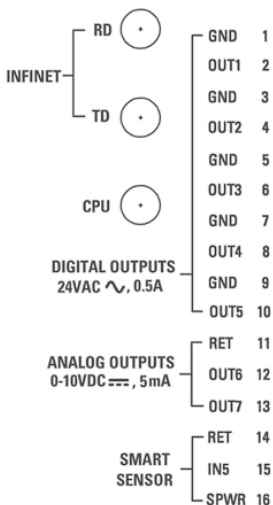 RD
INFINET
TD
CPU
DIGITAL OUTPUTS
24VAC ∿, 0.5A
ANALOG OUTPUTS
0-10VDC ⎓, 5mA
SMART
SENSOR
GND 1
OUT1 2
GND 3
OUT2 4
GND 5
OUT3 6
GND 7
OUT4 8
GND 9
OUT5 10
RET 11
OUT6 12
OUT7 13
RET 14
IN5 15
SPWR 16